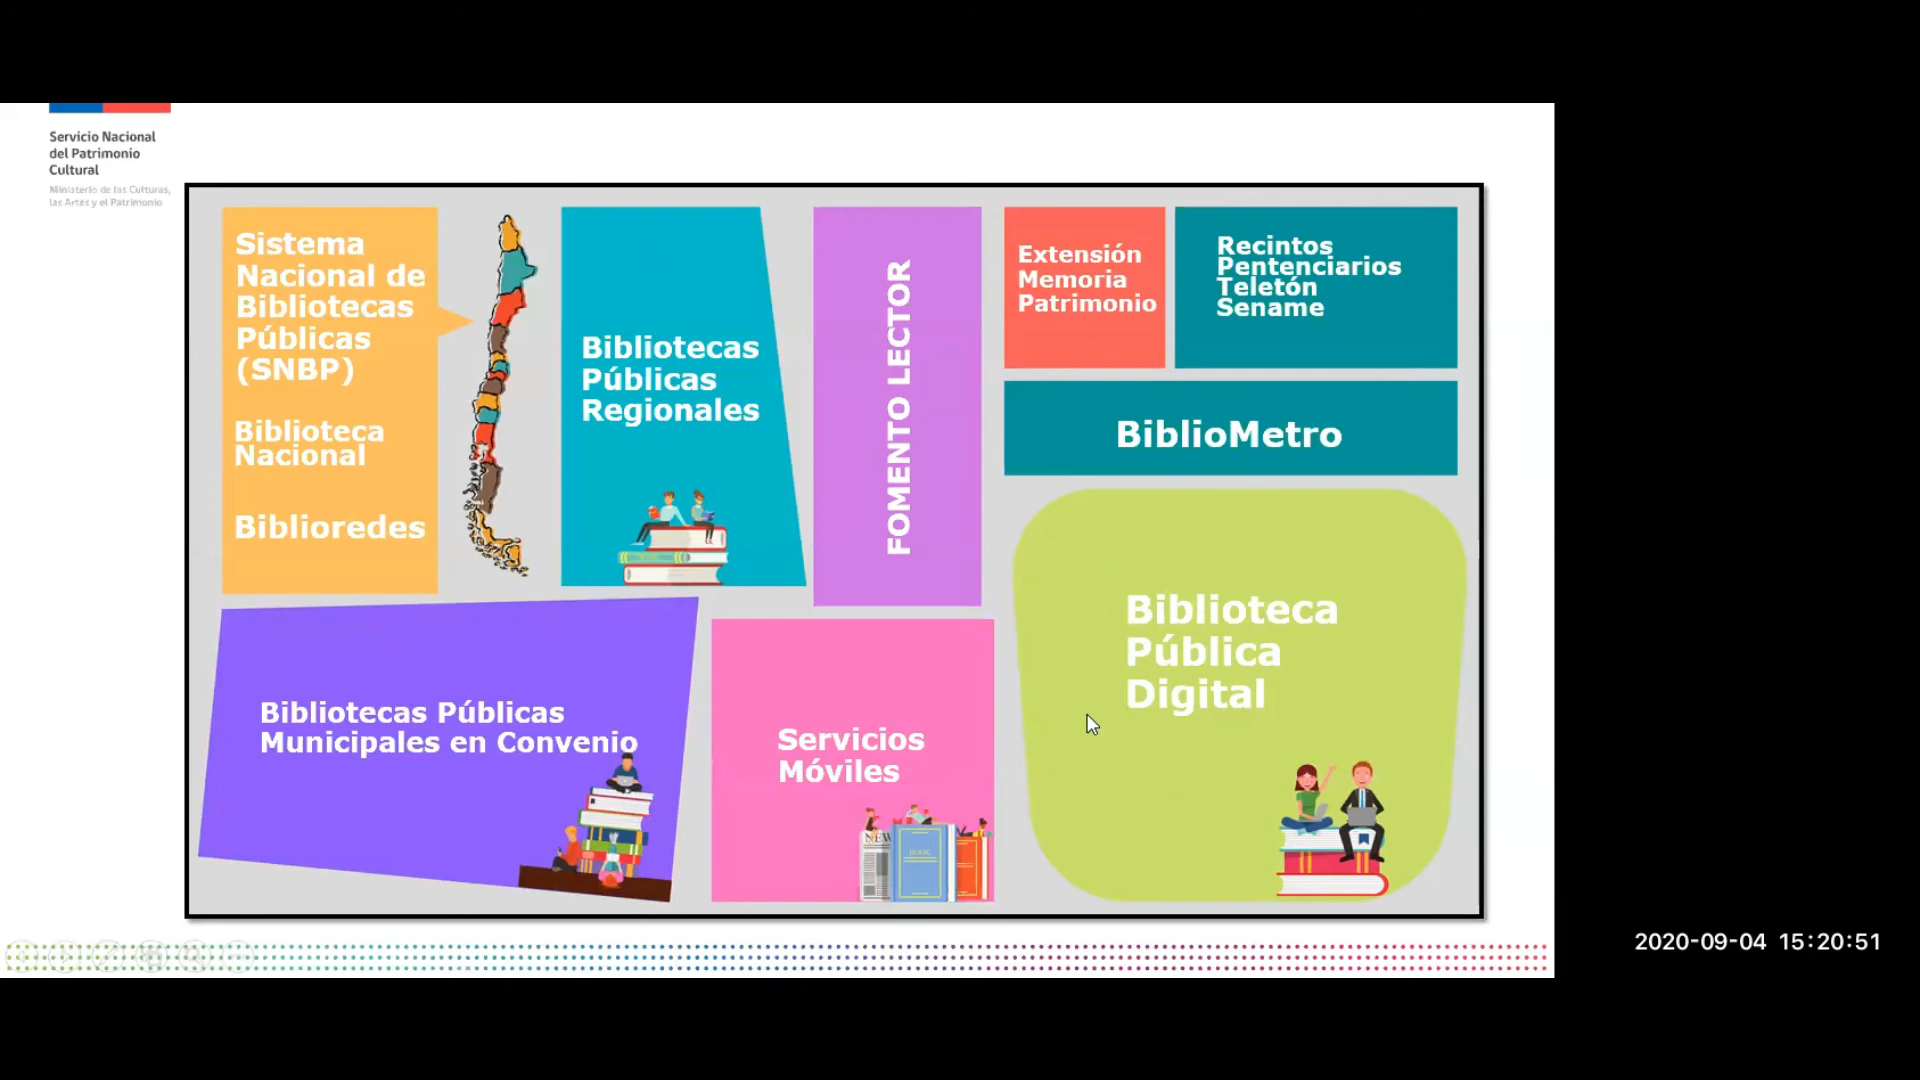 Servicio Nacional
del Patrimonio
Cultural
Ministerio de las Culturas,
las Artes y el Patrimonio
Sistema
Nacional de
Bibliotecas
Públicas
(SNBP)
Biblioteca
Nacional
Biblioredes
Bibliotecas
Públicas
Regionales
FOMENTO LECTOR
Extensión
Memoria
Patrimonio
Recintos
Pentenciarios
Teletón
Sename
BiblioMetro
Bibliotecas Públicas
Municipales en Convenio
Servicios
Móviles
NEW
BOOK
Biblioteca
Pública
Digital
2020-09-04 15:20:51